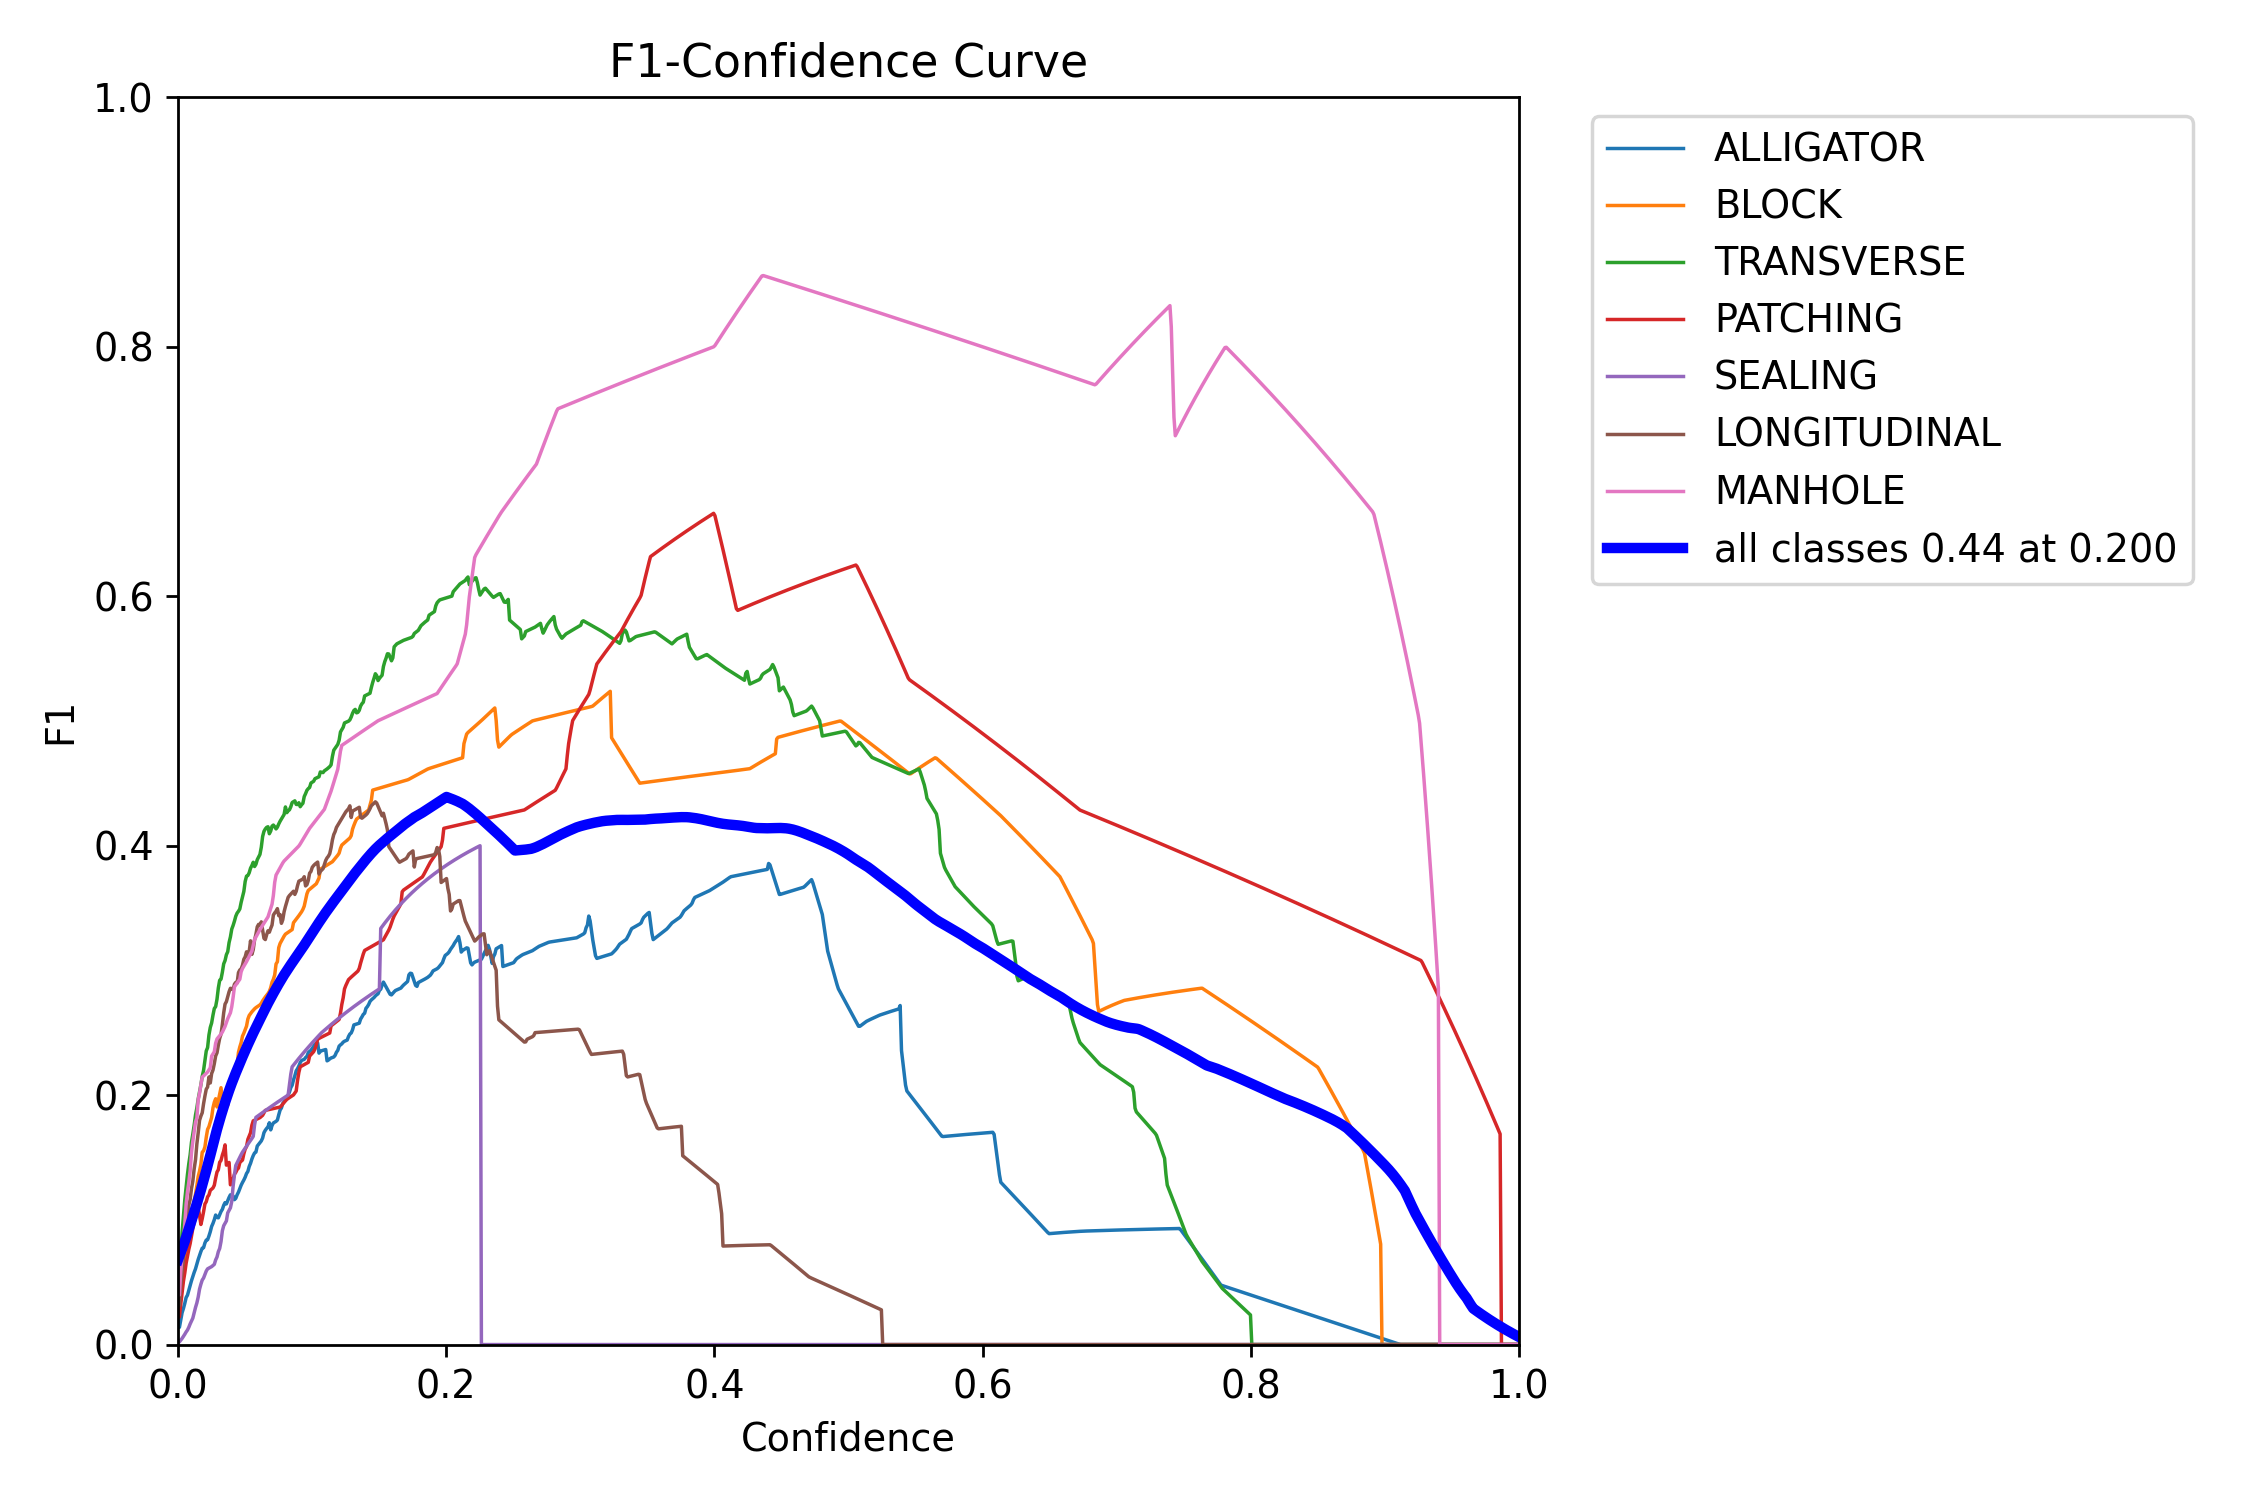 F1-Confidence Curve
1.0
0.8
0.6
0.4
0.2
0.0
F1
0.0 0.2 0.4 0.6 0.8 1.0
Confidence
ALLIGATOR
BLOCK
TRANSVERSE
PATCHING
SEALING
LONGITUDINAL
MANHOLE
all classes 0.44 at 0.200